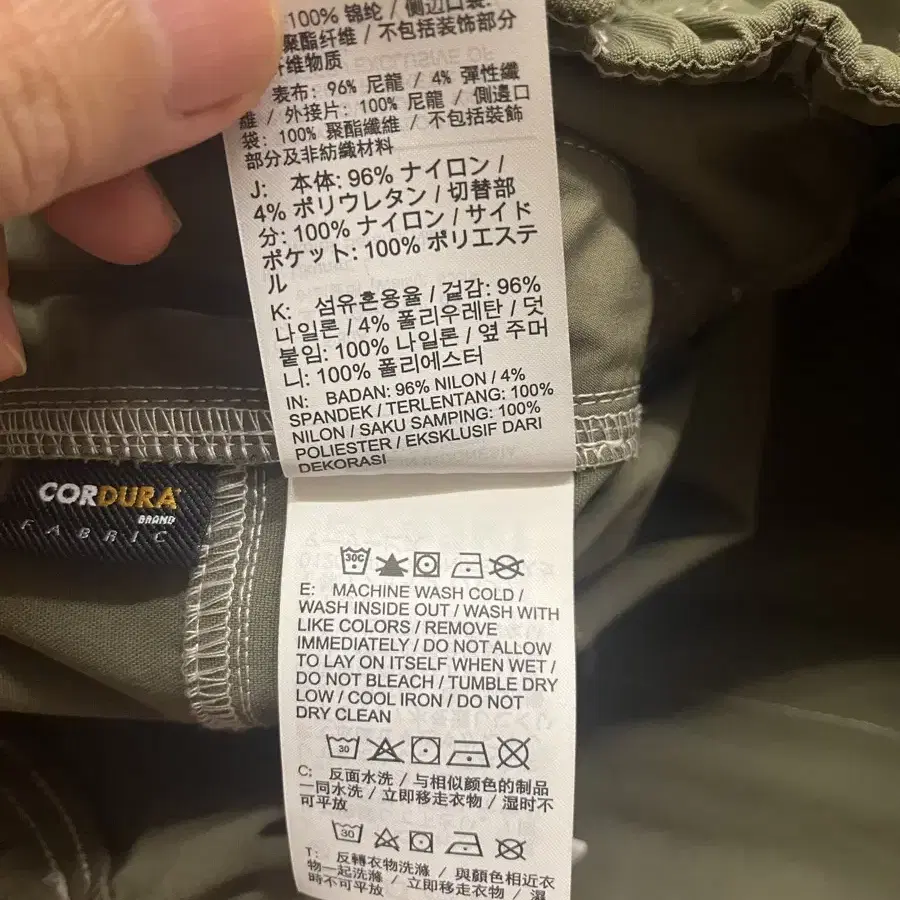 100% 锦纶 / 侧边口袋:
聚酯纤维 / 不包括装饰部分
纤维物质
表布: 96% 尼龍 / 4% 彈性纖
維 / 外接片: 100% 尼龍 / 側邊口
袋: 100% 聚酯纖維 / 不包括裝飾
部分及非紡織材料
J: 本体: 96% ナイロン /
4% ポリウレタン / 切替部
分: 100% ナイロン / サイド
ポケット: 100% ポリエステ
ル
K: 섬유혼용율 / 겉감: 96%
나일론 / 4% 폴리우레탄 / 덧
붙임: 100% 나일론 / 옆 주머
니: 100% 폴리에스터
IN: BADAN: 96% NILON / 4%
SPANDEK / TERLENTANG: 100%
NILON / SAKU SAMPING: 100%
POLIESTER / EKSKLUSIF DARI
DEKORASI
CORDURA
BRAND
FABRIC
30C
E: MACHINE WASH COLD /
WASH INSIDE OUT / WASH WITH
LIKE COLORS / REMOVE
IMMEDIATELY / DO NOT ALLOW
TO LAY ON ITSELF WHEN WET /
DO NOT BLEACH / TUMBLE DRY
LOW / COOL IRON / DO NOT
DRY CLEAN
30
C: 反面水洗 / 与相似颜色的制品
一同水洗 / 立即移走衣物 / 湿时不
可平放
30
T: 反轉衣物洗滌 / 與顏色相近衣
物一起洗滌 / 立即移走衣物 / 濕
時不可平放